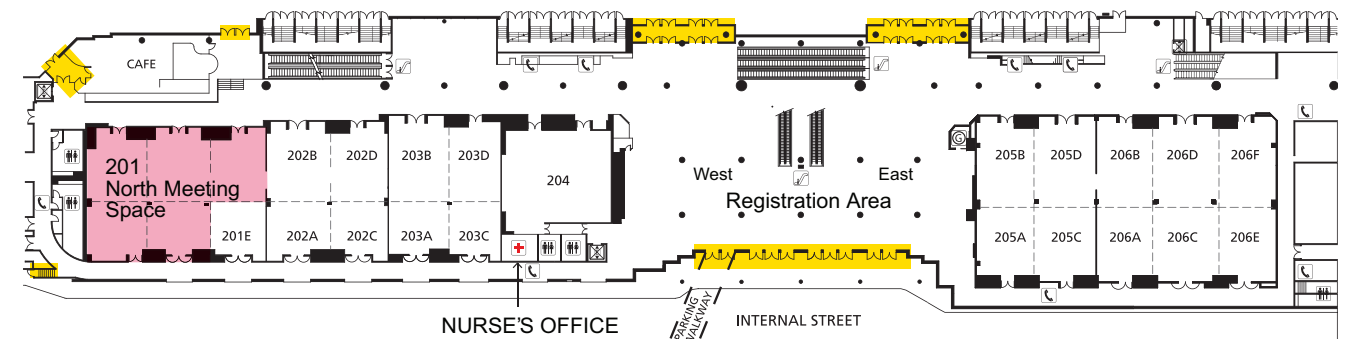 CAFE
201
North Meeting
Space
201E
202B
202D
203B
203D
204
202A
202C
203A
203C
West
East
Registration Area
G
205B
205D
206B
206D
206F
205A
205C
206A
206C
206E
NURSE'S OFFICE
PARKING
WALKWAY
INTERNAL STREET